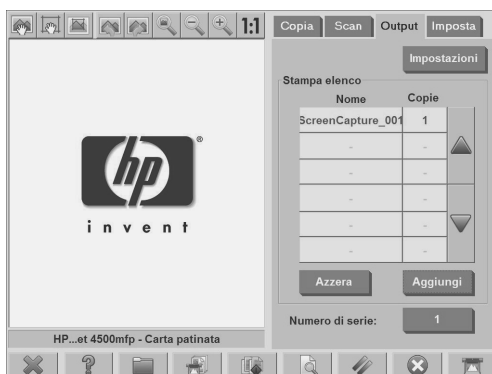 1:1
Copia Scan Output Imposta
Impostazioni
Stampa elenco
Nome Copie
ScreenCapture_001 1
- -
- -
- -
- -
- -
Azzera Aggiungi
Numero di serie: 1
hp ®
invent
HP...et 4500mfp - Carta patinata